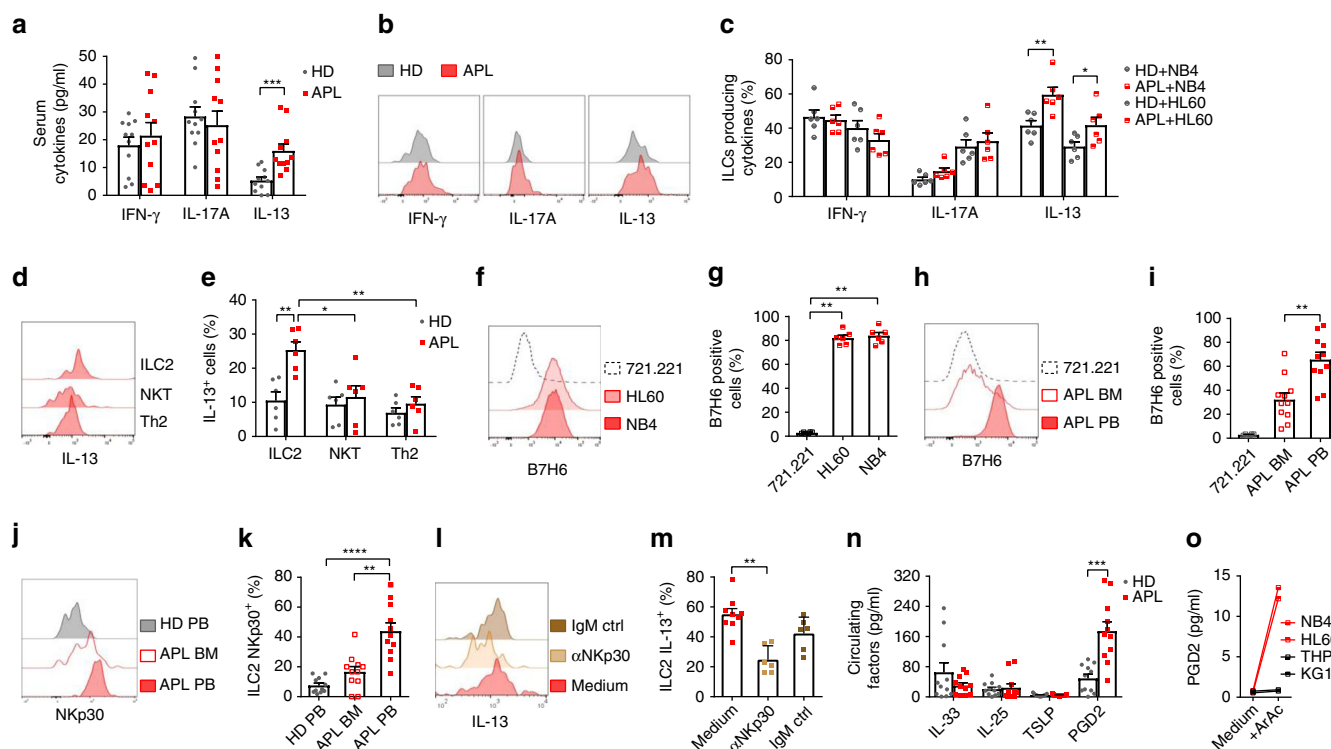 a
Serum
cytokines (pg/ml)
50
40
30
20
10
0
***
HD
APL
IFN-γ IL-17A IL-13
b
HD APL
IFN-γ IL-17A IL-13
c
ILCs producing
cytokines (%)
80
60
40
20
0
**
*
HD+NB4
APL+NB4
HD+HL60
APL+HL60
IFN-γ IL-17A IL-13
d
ILC2
NKT
Th2
IL-13
e
IL-13+ cells (%)
40
30
20
10
0
**
**
*
HD
APL
ILC2 NKT Th2
f
721.221
HL60
NB4
B7H6
g
B7H6 positive
cells (%)
100
80
60
40
20
0
**
**
721.221
HL60
NB4
h
721.221
APL BM
APL PB
B7H6
i
B7H6 positive
cells (%)
100
80
60
40
20
0
**
721.221
APL BM
APL PB
j
HD PB
APL BM
APL PB
NKp30
k
ILC2 NKp30+ (%)
80
60
40
20
0
****
**
HD PB
APL BM
APL PB
l
IgM ctrl
αNKp30
Medium
IL-13
m
ILC2 IL-13+ (%)
100
80
60
40
20
0
**
Medium
αNKp30
IgM ctrl
n
Circulating
factors (pg/ml)
320
240
160
80
0
***
HD
APL
IL-33
IL-25
TSLP
PGD2
o
PGD2 (pg/ml)
15
10
5
0
NB4
HL60
THP
KG1
Medium
+ArAc